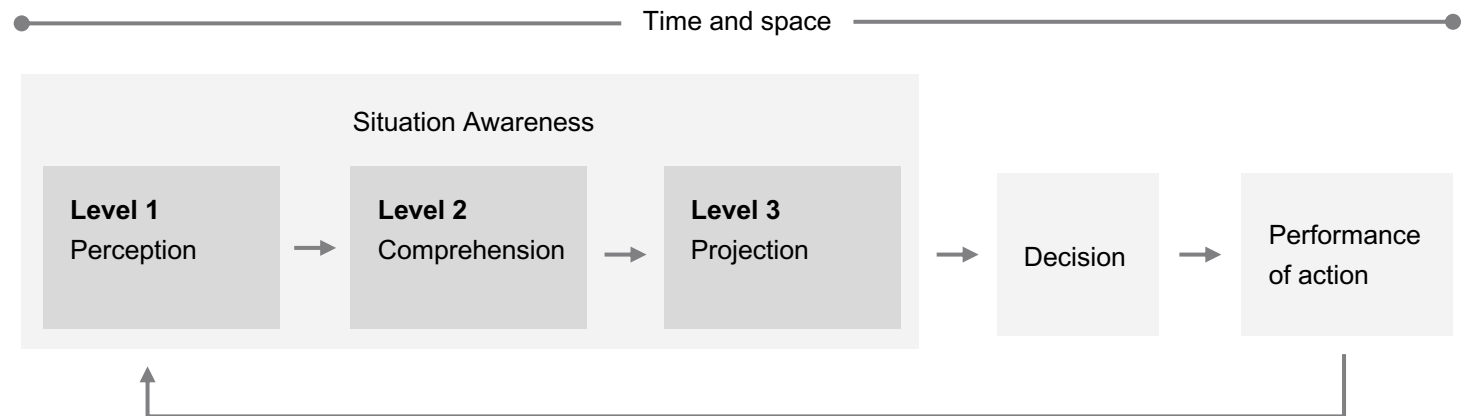 Time and space
Situation Awareness
Level 1
Perception
Level 2
Comprehension
Level 3
Projection
Decision
Performance
of action